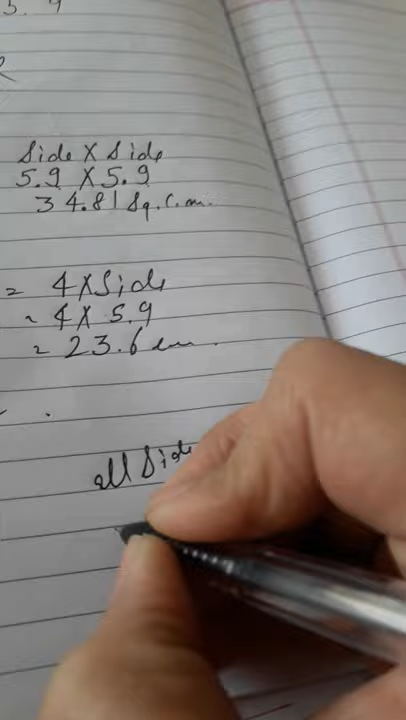 5.9
Side X Side
5.9 X 5.9
34.81 Sq. C.m.
= 4 X Side
= 4 X 5.9
= 23.6 cm.
all Side